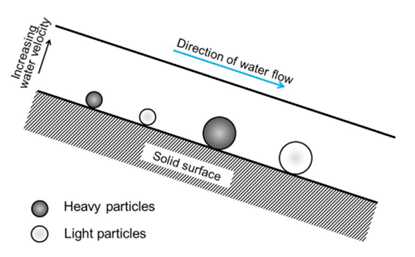 Increasing
water velocity
Direction of water flow
Solid surface
Heavy particles
Light particles